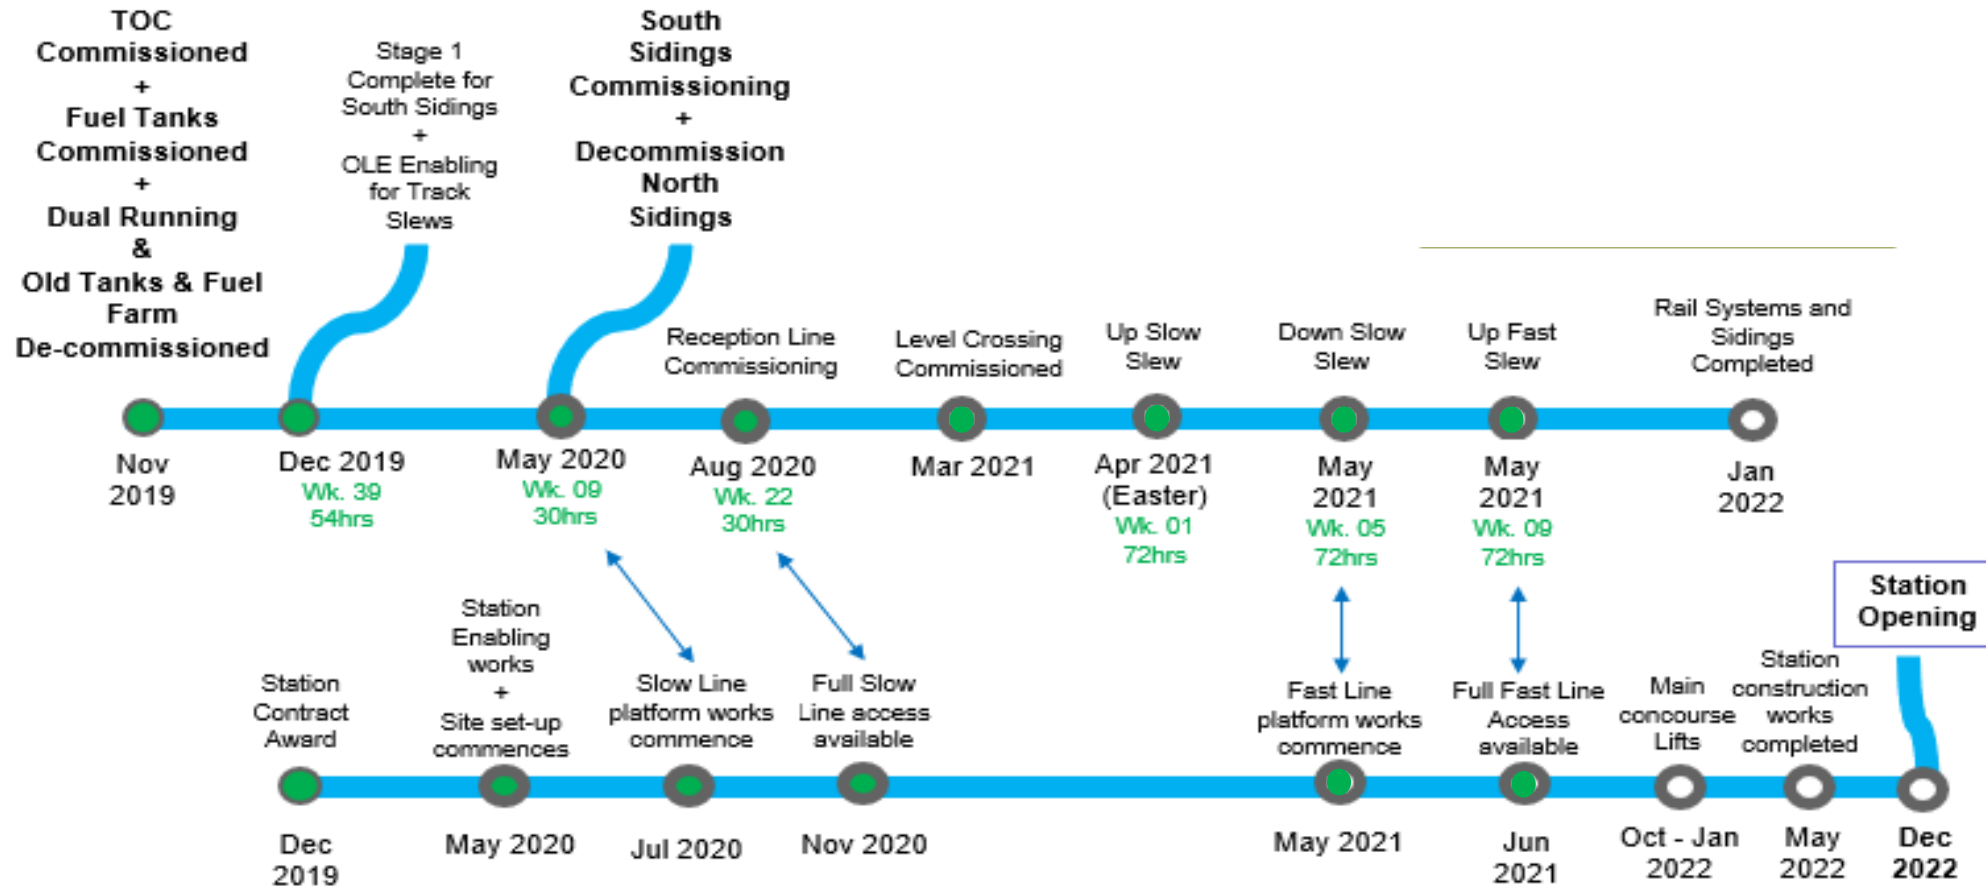 TOC
Commissioned
+
Fuel Tanks
Commissioned
+
Dual Running
&
Old Tanks & Fuel
Farm
De-commissioned
Nov
2019
Stage 1
Complete for
South Sidings
+
OLE Enabling
for Track
Slews
Dec 2019
Wk. 39
54hrs
South
Sidings
Commissioning
+
Decommission
North
Sidings
May 2020
Wk. 09
30hrs
Reception Line
Commissioning
Aug 2020
Wk. 22
30hrs
Level Crossing
Commissioned
Mar 2021
Up Slow
Slew
Apr 2021
(Easter)
Wk. 01
72hrs
Down Slow
Slew
May
2021
Wk. 05
72hrs
Up Fast
Slew
May
2021
Wk. 09
72hrs
Rail Systems and
Sidings
Completed
Jan
2022
Station
Contract
Award
Dec
2019
Station
Enabling
works
+
Site set-up
commences
May 2020
Slow Line
platform works
commence
Jul 2020
Full Slow
Line access
available
Nov 2020
Fast Line
platform works
commence
May 2021
Full Fast Line
Access
available
Jun
2021
Main
concourse
Lifts
Oct - Jan
2022
Station
construction
works
completed
May
2022
Station
Opening
Dec
2022